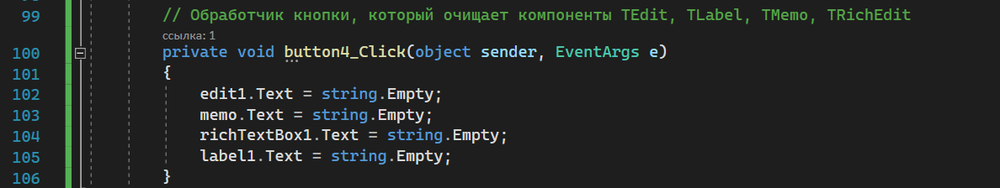 99 // Обработчик кнопки, который очищает компоненты TEdit, TLabel, TMemo, TRichEdit
ссылка: 1
100 private void button4_Click(object sender, EventArgs e)
101 {
102 edit1.Text = string.Empty;
103 memo.Text = string.Empty;
104 richTextBox1.Text = string.Empty;
105 label1.Text = string.Empty;
106 }